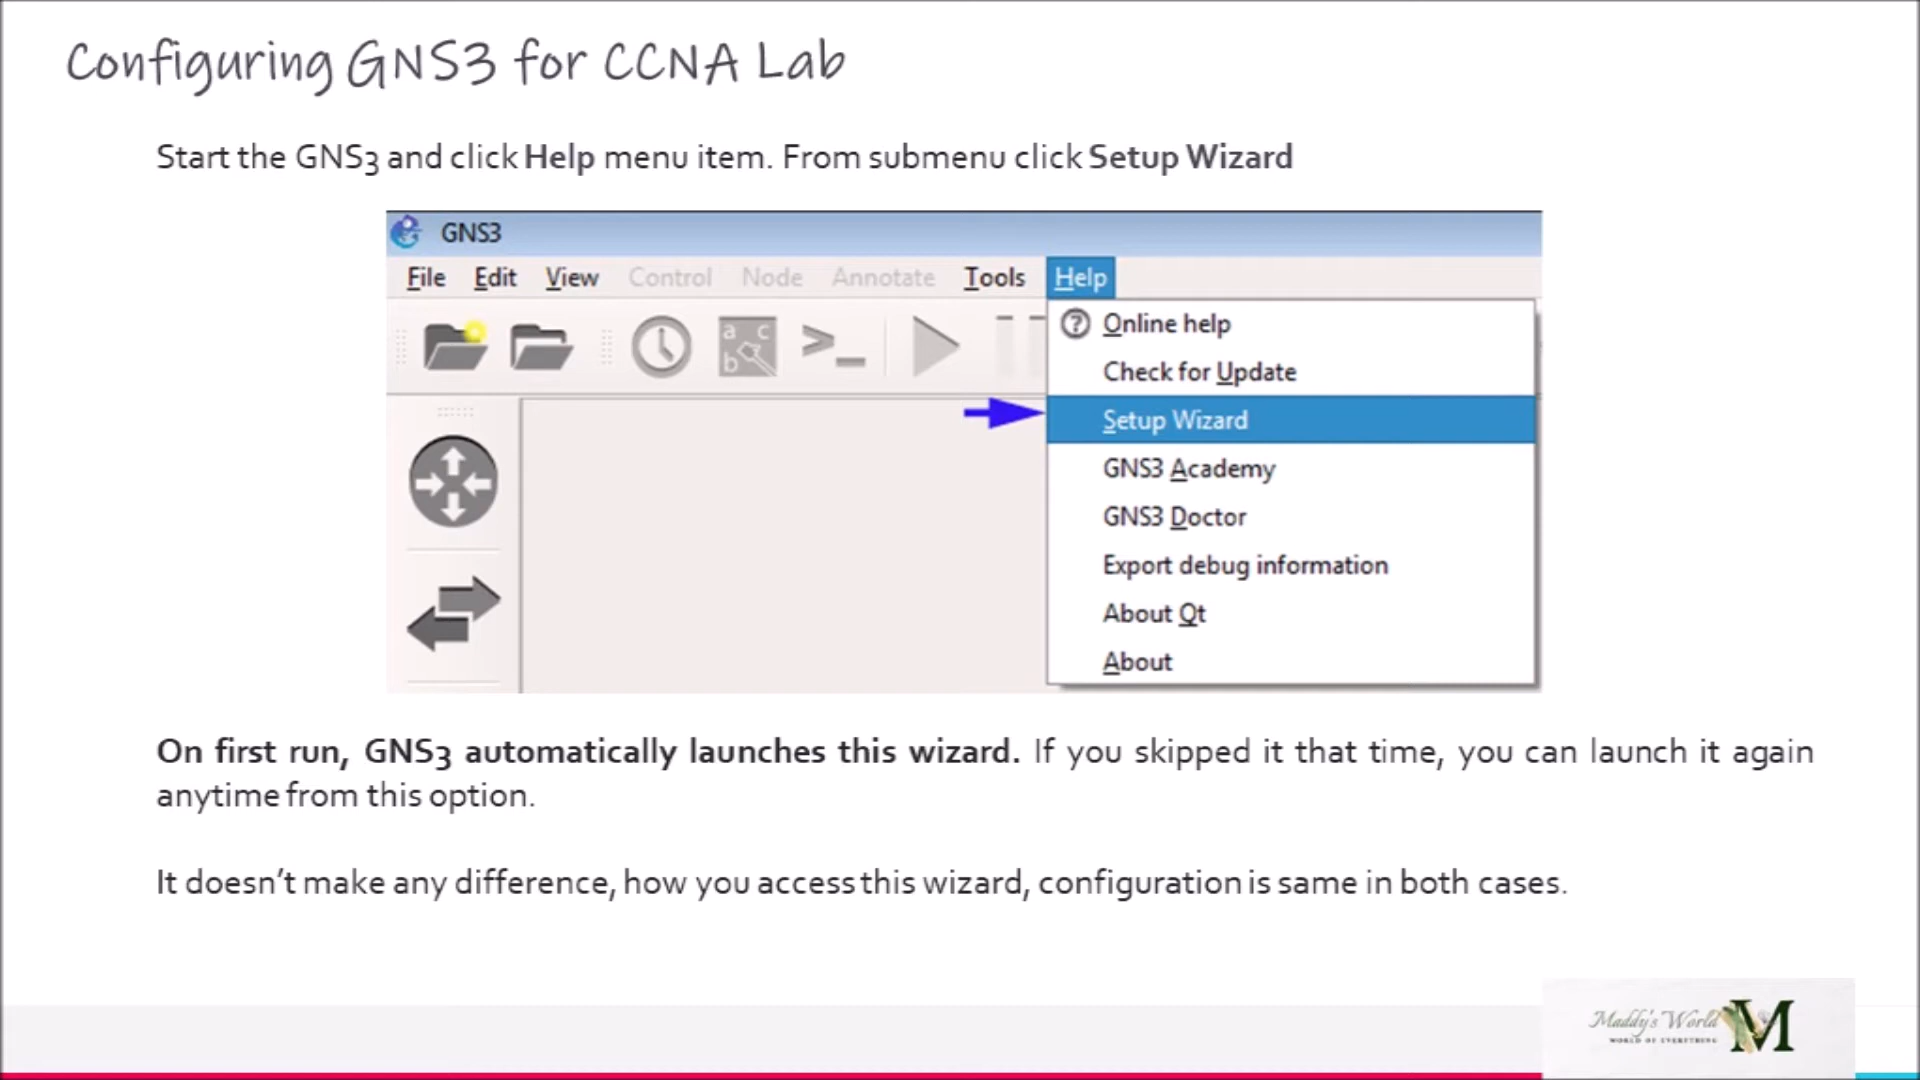 Configuring GNS3 for CCNA Lab
Start the GNS3 and click Help menu item. From submenu click Setup Wizard
GNS3
File Edit View Control Node Annotate Tools Help
a c
b
Online help
Check for Update
Setup Wizard
GNS3 Academy
GNS3 Doctor
Export debug information
About Qt
About
On first run, GNS3 automatically launches this wizard. If you skipped it that time, you can launch it again
anytime from this option.
It doesn’t make any difference, how you access this wizard, configuration is same in both cases.
Maddy's World M
WORLD OF EVERYTHING